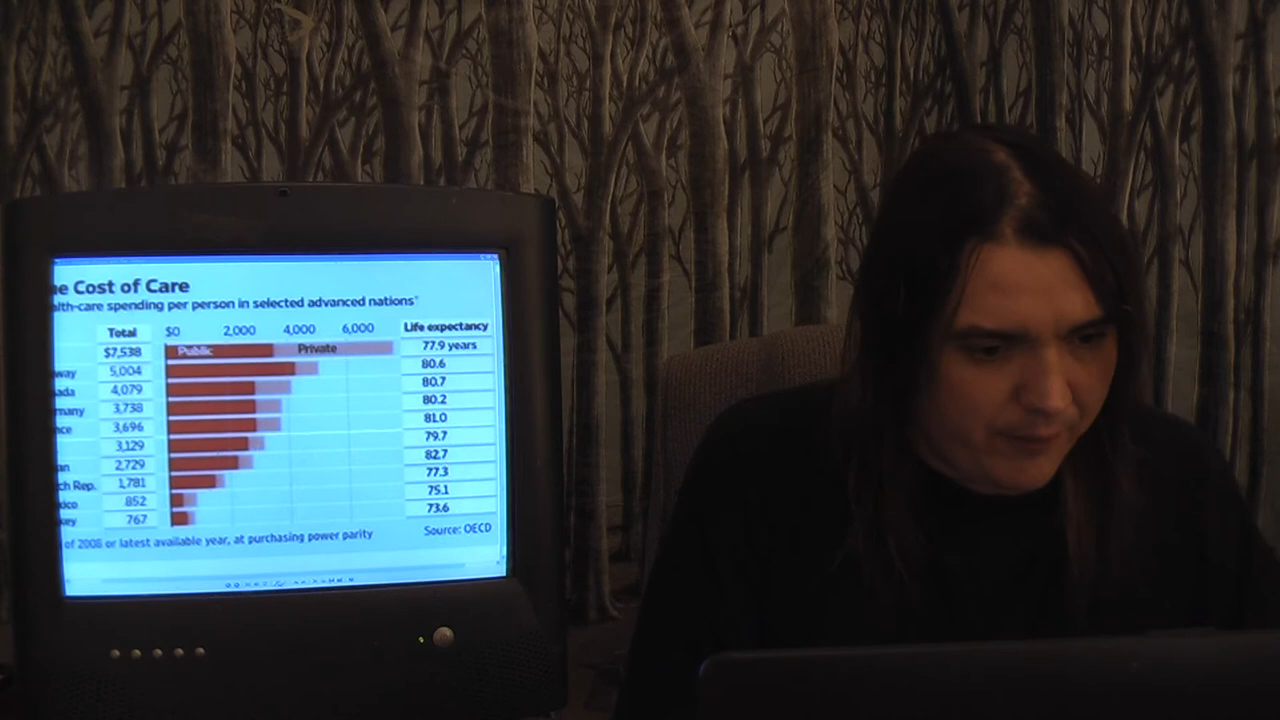 e Cost of Care
lth-care spending per person in selected advanced nations*
Total $0 2,000 4,000 6,000 Life expectancy
$7,538 Public Private 77.9 years
way 5,004 80.6
ada 4,079 80.7
many 3,738 80.2
nce 3,696 81.0
3,129 79.7
an 2,729 82.7
ch Rep. 1,781 77.3
xico 852 75.1
key 767 73.6
of 2008 or latest available year, at purchasing power parity Source: OECD